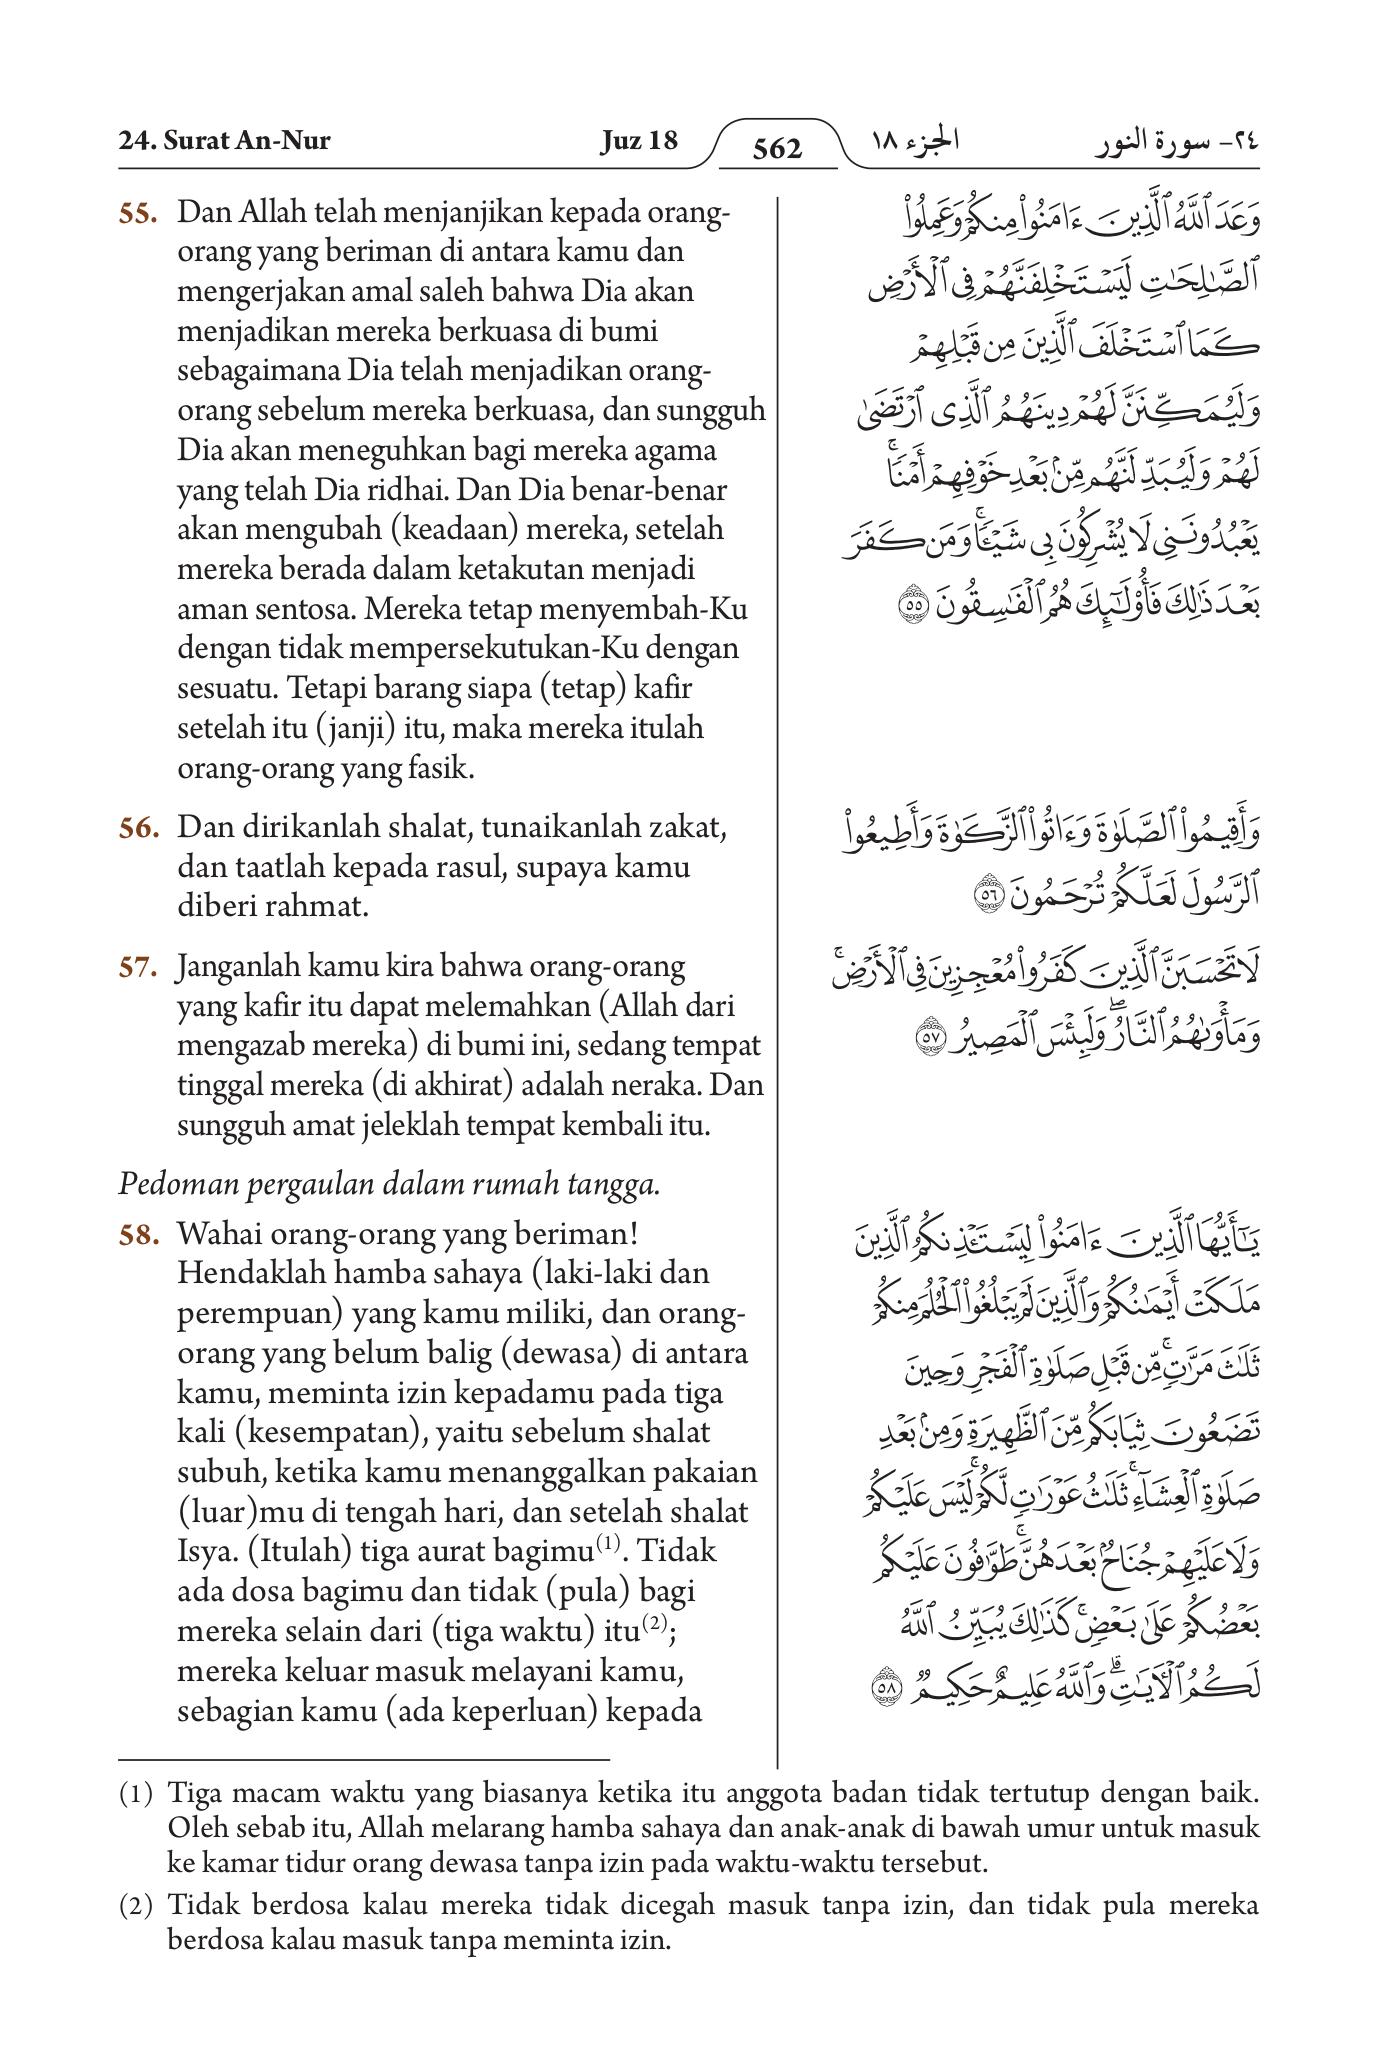 24. Surat An-Nur
Juz 18
562
الجزء ١٨
٢٤- سورة النور
55. Dan Allah telah menjanjikan kepada orang-
orang yang beriman di antara kamu dan
mengerjakan amal saleh bahwa Dia akan
menjadikan mereka berkuasa di bumi
sebagaimana Dia telah menjadikan orang-
orang sebelum mereka berkuasa, dan sungguh
Dia akan meneguhkan bagi mereka agama
yang telah Dia ridhai. Dan Dia benar-benar
akan mengubah (keadaan) mereka, setelah
mereka berada dalam ketakutan menjadi
aman sentosa. Mereka tetap menyembah-Ku
dengan tidak mempersekutukan-Ku dengan
sesuatu. Tetapi barang siapa (tetap) kafir
setelah itu (janji) itu, maka mereka itulah
orang-orang yang fasik.
وَعَدَ ٱللَّهُ ٱلَّذِينَ ءَامَنُوا۟ مِنكُمْ وَعَمِلُوا۟
ٱلصَّٰلِحَٰتِ لَيَسْتَخْلِفَنَّهُمْ فِى ٱلْأَرْضِ
كَمَا ٱسْتَخْلَفَ ٱلَّذِينَ مِن قَبْلِهِمْ
وَلَيُمَكِّنَنَّ لَهُمْ دِينَهُمُ ٱلَّذِى ٱرْتَضَىٰ
لَهُمْ وَلَيُبَدِّلَنَّهُم مِّنۢ بَعْدِ خَوْفِهِمْ أَمْنًا ۚ
يَعْبُدُونَنِى لَا يُشْرِكُونَ بِى شَيْـًٔا ۚ وَمَن كَفَرَ
بَعْدَ ذَٰلِكَ فَأُو۟لَٰٓئِكَ هُمُ ٱلْفَٰسِقُونَ ٥٥
56. Dan dirikanlah shalat, tunaikanlah zakat,
dan taatlah kepada rasul, supaya kamu
diberi rahmat.
وَأَقِيمُوا۟ ٱلصَّلَوٰةَ وَءَاتُوا۟ ٱلزَّكَوٰةَ وَأَطِيعُوا۟
ٱلرَّسُولَ لَعَلَّكُمْ تُرْحَمُونَ ٥٦
57. Janganlah kamu kira bahwa orang-orang
yang kafir itu dapat melemahkan (Allah dari
mengazab mereka) di bumi ini, sedang tempat
tinggal mereka (di akhirat) adalah neraka. Dan
sungguh amat jeleklah tempat kembali itu.
لَا تَحْسَبَنَّ ٱلَّذِينَ كَفَرُوا۟ مُعْجِزِينَ فِى ٱلْأَرْضِ ۚ
وَمَأْوَىٰهُمُ ٱلنَّارُ ۖ وَلَبِئْسَ ٱلْمَصِيرُ ٥٧
Pedoman pergaulan dalam rumah tangga.
58. Wahai orang-orang yang beriman!
Hendaklah hamba sahaya (laki-laki dan
perempuan) yang kamu miliki, dan orang-
orang yang belum balig (dewasa) di antara
kamu, meminta izin kepadamu pada tiga
kali (kesempatan), yaitu sebelum shalat
subuh, ketika kamu menanggalkan pakaian
(luar)mu di tengah hari, dan setelah shalat
Isya. (Itulah) tiga aurat bagimu(1). Tidak
ada dosa bagimu dan tidak (pula) bagi
mereka selain dari (tiga waktu) itu(2);
mereka keluar masuk melayani kamu,
sebagian kamu (ada keperluan) kepada
يَٰٓأَيُّهَا ٱلَّذِينَ ءَامَنُوا۟ لِيَسْتَـْٔذِنكُمُ ٱلَّذِينَ
مَلَكَتْ أَيْمَٰنُكُمْ وَٱلَّذِينَ لَمْ يَبْلُغُوا۟ ٱلْحُلُمَ مِنكُمْ
ثَلَٰثَ مَرَّٰتٍ ۚ مِّن قَبْلِ صَلَوٰةِ ٱلْفَجْرِ وَحِينَ
تَضَعُونَ ثِيَابَكُم مِّنَ ٱلظَّهِيرَةِ وَمِنۢ بَعْدِ
صَلَوٰةِ ٱلْعِشَآءِ ۚ ثَلَٰثُ عَوْرَٰتٍ لَّكُمْ ۚ لَيْسَ عَلَيْكُمْ
وَلَا عَلَيْهِمْ جُنَاحٌۢ بَعْدَهُنَّ ۚ طَوَّٰفُونَ عَلَيْكُم
بَعْضُكُمْ عَلَىٰ بَعْضٍ ۚ كَذَٰلِكَ يُبَيِّنُ ٱللَّهُ
لَكُمُ ٱلْـَٔايَٰتِ ۗ وَٱللَّهُ عَلِيمٌ حَكِيمٌ ٥٨
(1) Tiga macam waktu yang biasanya ketika itu anggota badan tidak tertutup dengan baik.
Oleh sebab itu, Allah melarang hamba sahaya dan anak-anak di bawah umur untuk masuk
ke kamar tidur orang dewasa tanpa izin pada waktu-waktu tersebut.
(2) Tidak berdosa kalau mereka tidak dicegah masuk tanpa izin, dan tidak pula mereka
berdosa kalau masuk tanpa meminta izin.